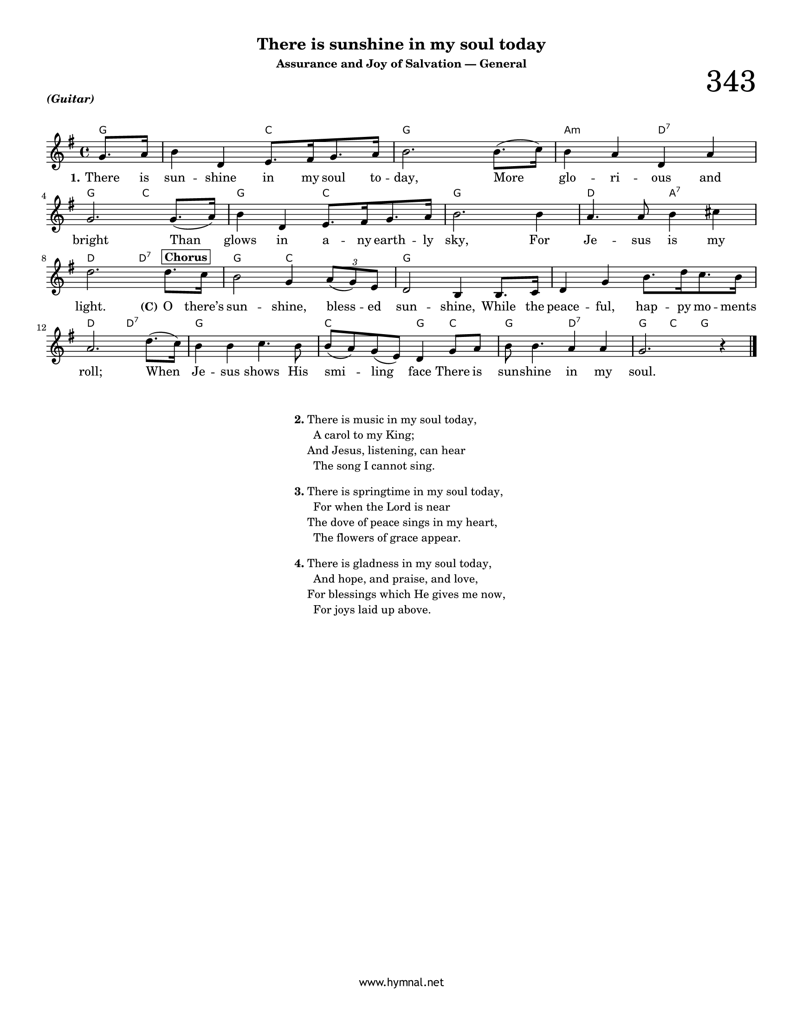 There is sunshine in my soul today
Assurance and Joy of Salvation — General
343
(Guitar)
G C G Am D7
1. There is sun - shine in my soul to - day, More glo - ri - ous and
4 G C G C G D A7
bright Than glows in a - ny earth - ly sky, For Je - sus is my
8 D D7 Chorus G C 3 G
light. (C) O there's sun - shine, bless - ed sun - shine, While the peace - ful, hap - py mo - ments
12 D D7 G C G C G D7 G C G
roll; When Je - sus shows His smi - ling face There is sunshine in my soul.
2. There is music in my soul today,
A carol to my King;
And Jesus, listening, can hear
The song I cannot sing.
3. There is springtime in my soul today,
For when the Lord is near
The dove of peace sings in my heart,
The flowers of grace appear.
4. There is gladness in my soul today,
And hope, and praise, and love,
For blessings which He gives me now,
For joys laid up above.
www.hymnal.net